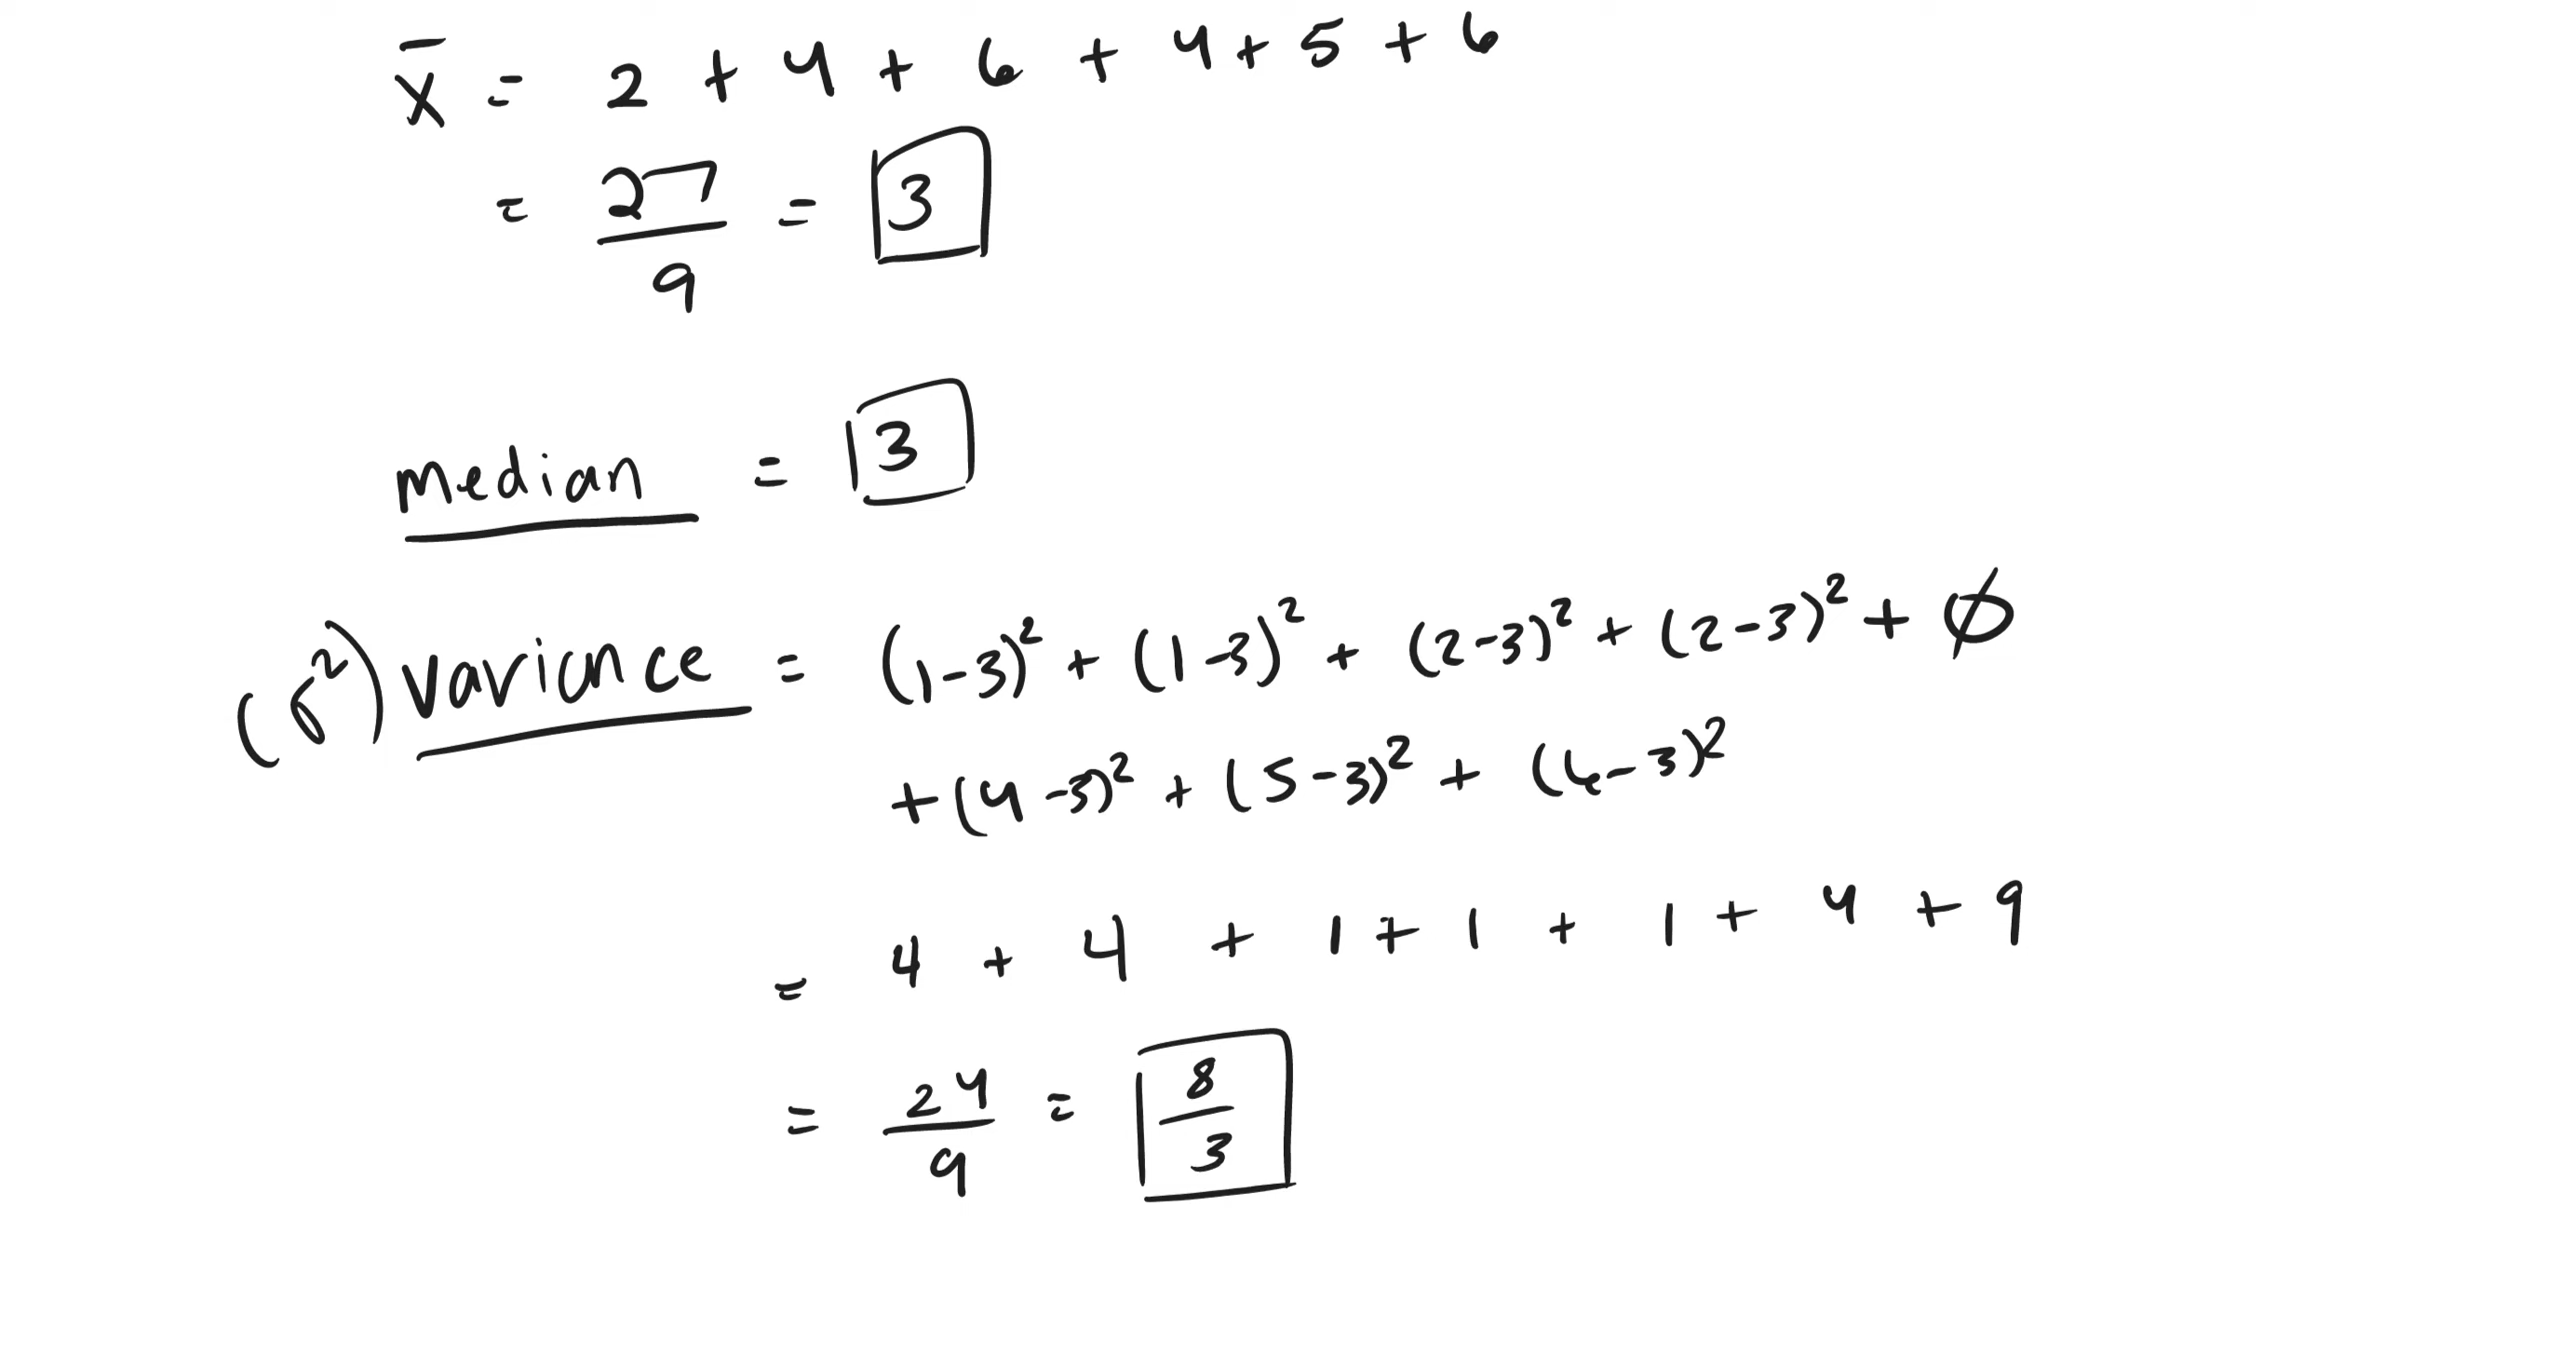 x̄ = 2 + 4 + 6 + 4 + 5 + 6
= 27/9 = 3
median = 3
(σ²) variance = (1-3)² + (1-3)² + (2-3)² + (2-3)² + ∅
+ (4-3)² + (5-3)² + (6-3)²
= 4 + 4 + 1 + 1 + 1 + 4 + 9
= 24/9 = 8/3